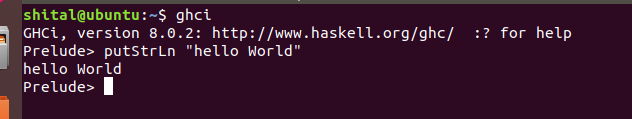 shital@ubuntu:~$ ghci
GHCi, version 8.0.2: http://www.haskell.org/ghc/  :? for help
Prelude> putStrLn "hello World"
hello World
Prelude>